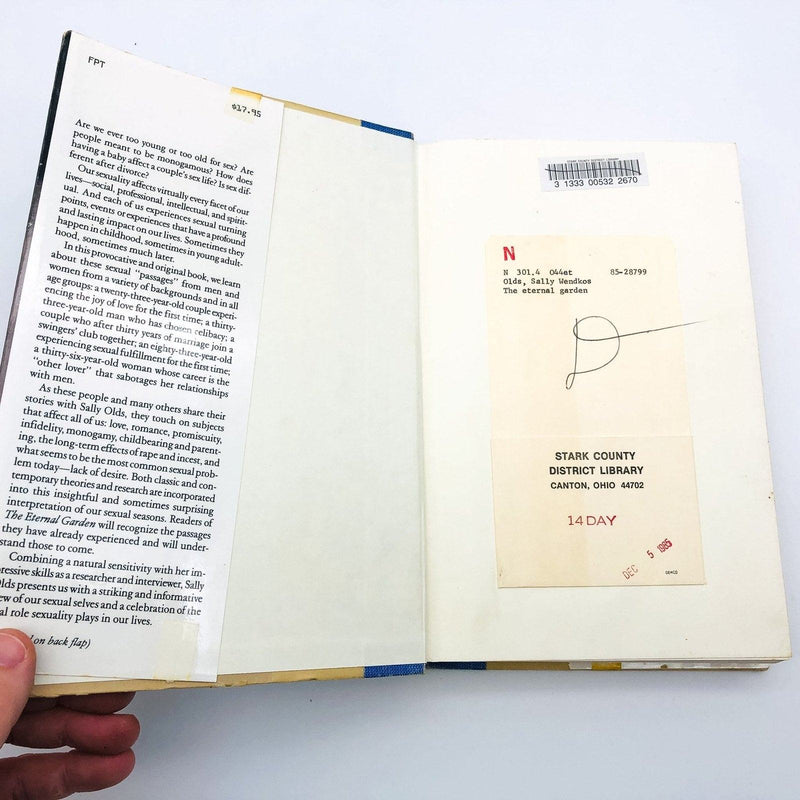 FPT
$17.95
Are we ever too young or too old for sex? Are
people meant to be monogamous? How does
having a baby affect a couple's sex life? Is sex dif-
ferent after divorce?
Our sexuality affects virtually every facet of our
lives—social, professional, intellectual, and spirit-
ual. And each of us experiences sexual turning
points, events or experiences that have a profound
and lasting impact on our lives. Sometimes they
happen in childhood, sometimes in young adult-
hood, sometimes much later.
In this provocative and original book, we learn
about these sexual "passages" from men and
women from a variety of backgrounds and in all
age groups: a twenty-three-year-old couple experi-
encing the joy of love for the first time; a thirty-
three-year-old man who has chosen celibacy; a
couple who after thirty years of marriage join a
swingers' club together; an eighty-three-year-old
experiencing sexual fulfillment for the first time;
a thirty-six-year-old woman whose career is the
"other lover" that sabotages her relationships
with men.
As these people and many others share their
stories with Sally Olds, they touch on subjects
that affect all of us: love, romance, promiscuity,
infidelity, monogamy, childbearing and parent-
ing, the long-term effects of rape and incest, and
what seems to be the most common sexual prob-
lem today—lack of desire. Both classic and con-
temporary theories and research are incorporated
into this insightful and sometimes surprising
interpretation of our sexual seasons. Readers of
The Eternal Garden will recognize the passages
they have already experienced and will under-
stand those to come.
Combining a natural sensitivity with her im-
ressive skills as a researcher and interviewer, Sally
Olds presents us with a striking and informative
ew of our sexual selves and a celebration of the
al role sexuality plays in our lives.
on back flap)
STARK COUNTY DISTRICT LIBRARY
3 1333 00532 2670
N
N 301.4 O44et 85-28799
Olds, Sally Wendkos
The eternal garden
D
STARK COUNTY
DISTRICT LIBRARY
CANTON, OHIO 44702
14 DAY
DEC 5 1985
DEMCO